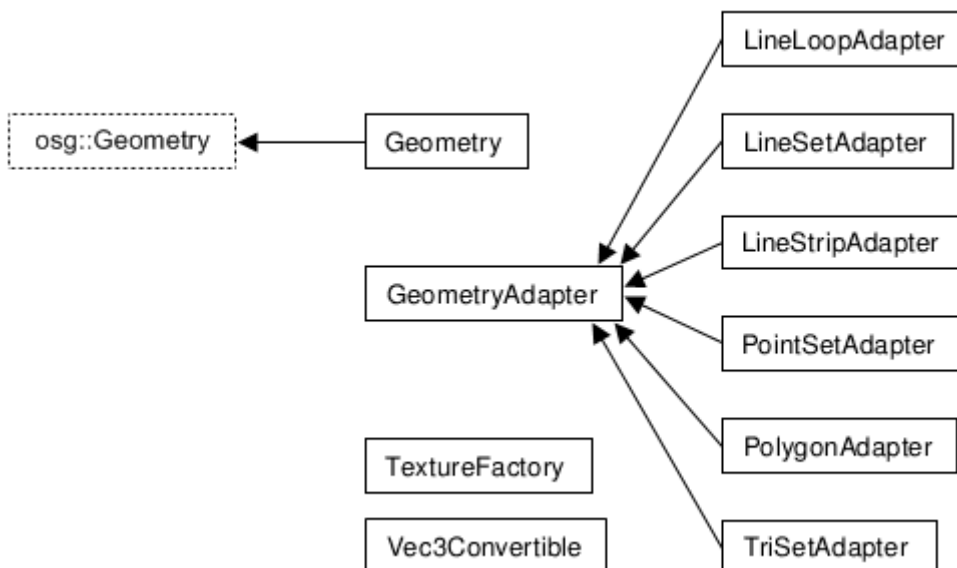 LineLoopAdapter
osg::Geometry
Geometry
LineSetAdapter
LineStripAdapter
GeometryAdapter
PointSetAdapter
PolygonAdapter
TextureFactory
Vec3Convertible
TriSetAdapter